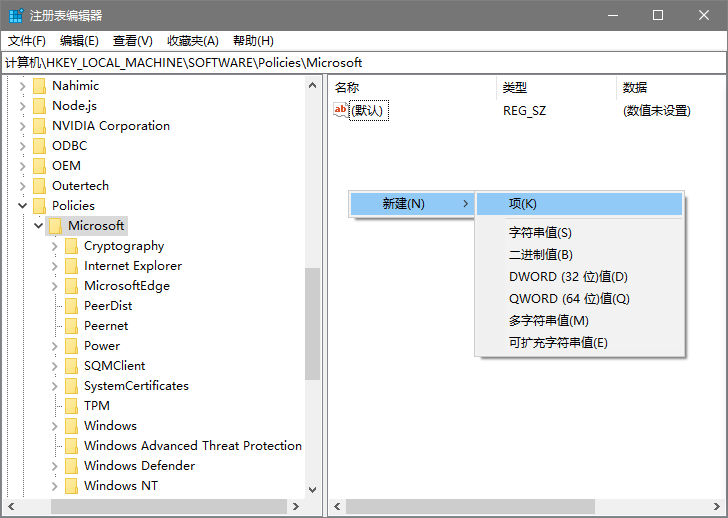 注册表编辑器
文件(F) 编辑(E) 查看(V) 收藏夹(A) 帮助(H)
计算机\HKEY_LOCAL_MACHINE\SOFTWARE\Policies\Microsoft
Nahimic
Node.js
NVIDIA Corporation
ODBC
OEM
Outertech
Policies
Microsoft
Cryptography
Internet Explorer
MicrosoftEdge
PeerDist
Peernet
Power
SQMClient
SystemCertificates
TPM
Windows
Windows Advanced Threat Protection
Windows Defender
Windows NT
名称 类型 数据
ab (默认) REG_SZ (数值未设置)
新建(N)
项(K)
字符串值(S)
二进制值(B)
DWORD (32 位)值(D)
QWORD (64 位)值(Q)
多字符串值(M)
可扩充字符串值(E)